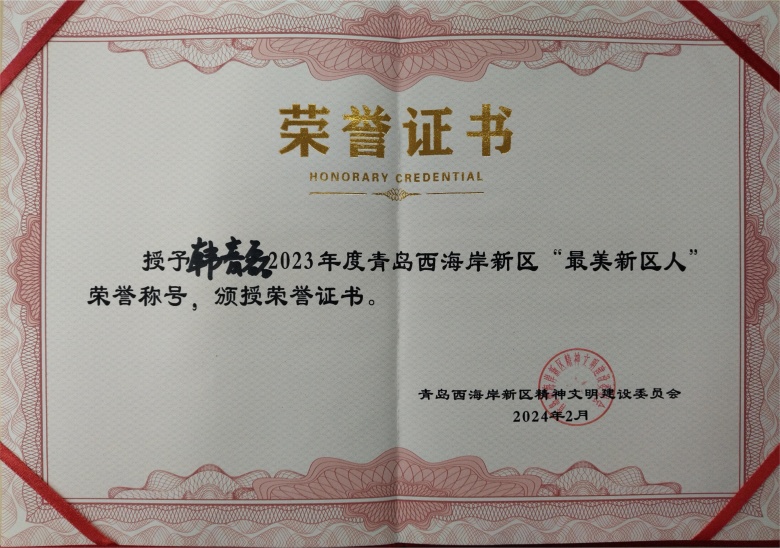 荣誉证书
HONORARY CREDENTIAL
授予韩青磊2023年度青岛西海岸新区“最美新区人”
荣誉称号，颁授荣誉证书。
青岛西海岸新区精神文明建设委员会
2024年2月